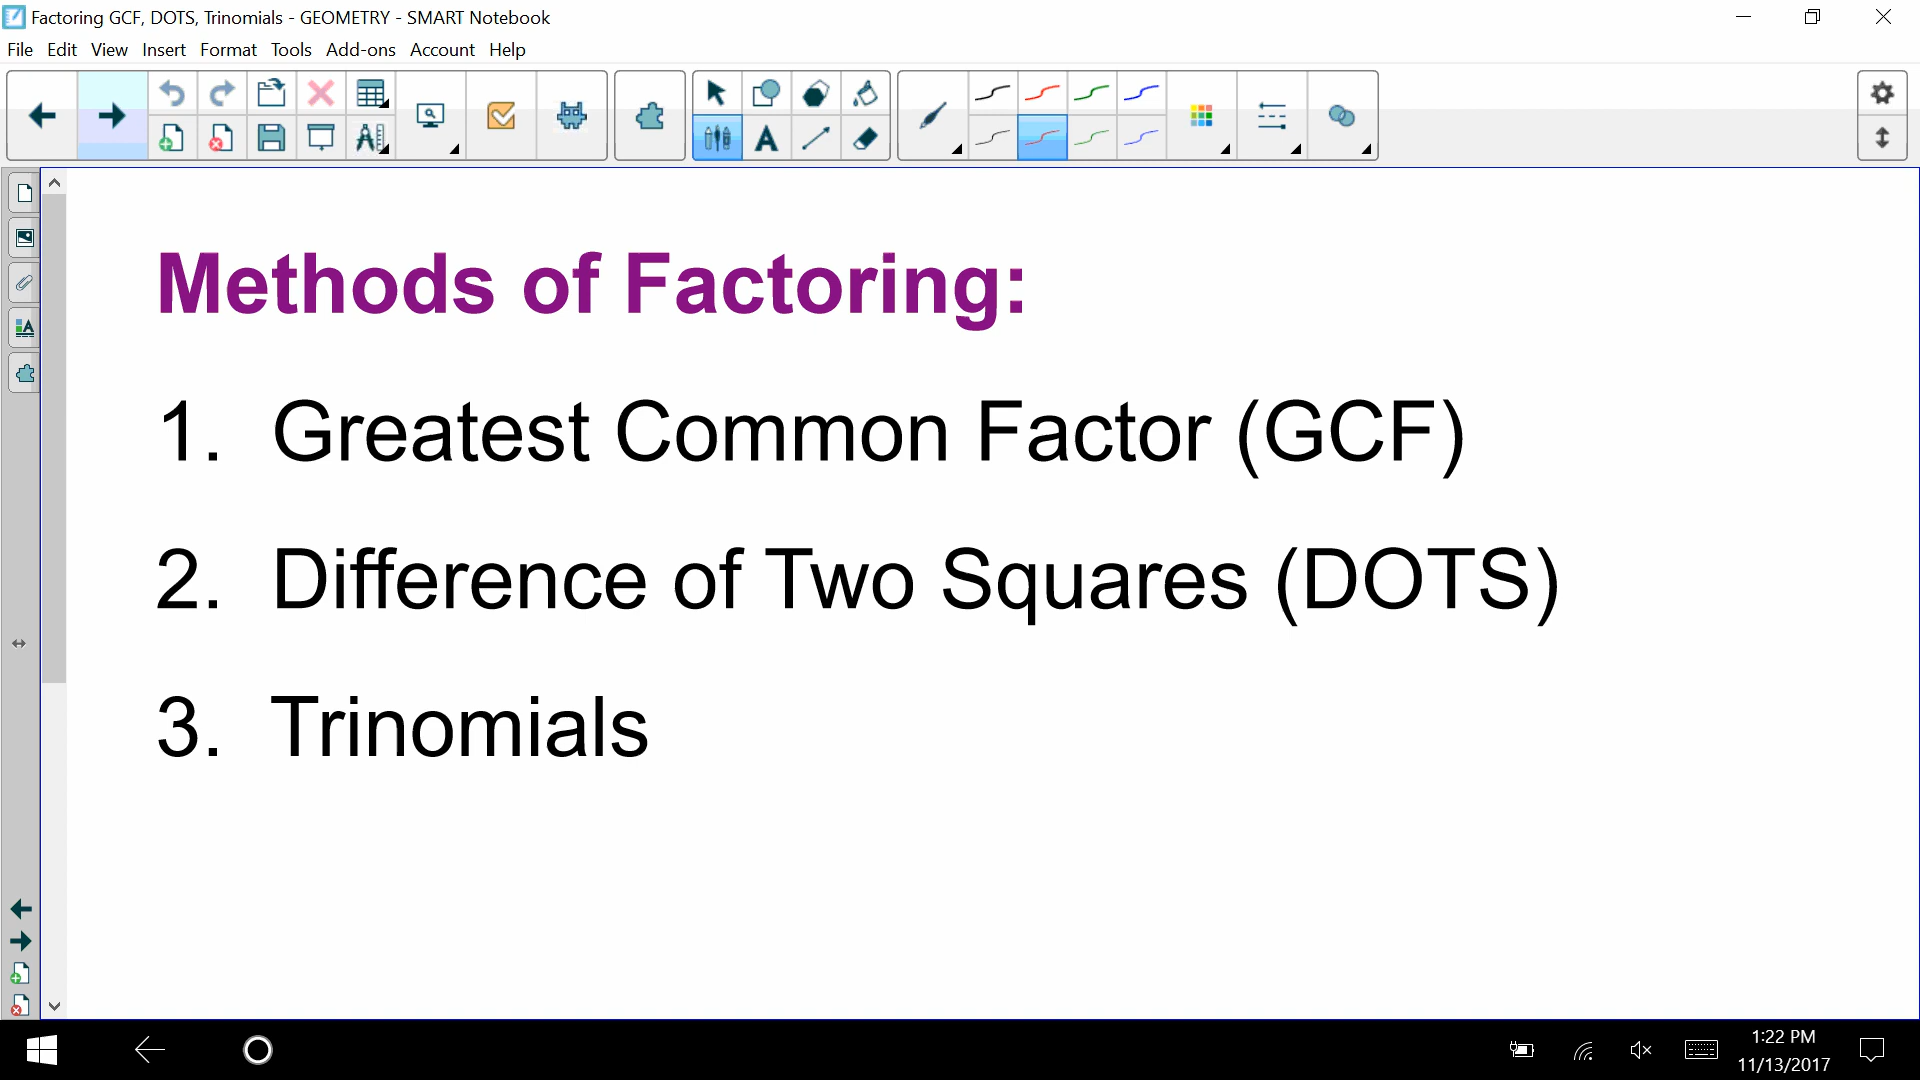 Factoring GCF, DOTS, Trinomials - GEOMETRY - SMART Notebook
File Edit View Insert Format Tools Add-ons Account Help
Methods of Factoring:
1. Greatest Common Factor (GCF)
2. Difference of Two Squares (DOTS)
3. Trinomials
1:22 PM
11/13/2017